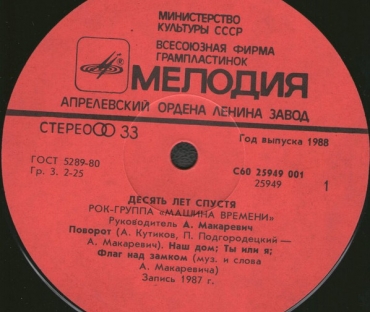 МИНИСТЕРСТВО
КУЛЬТУРЫ СССР
ВСЕСОЮЗНАЯ ФИРМА
ГРАМПЛАСТИНОК
МЕЛОДИЯ
АПРЕЛЕВСКИЙ ОРДЕНА ЛЕНИНА ЗАВОД
СТЕРЕО 33
Год выпуска 1988
ГОСТ 5289-80
Гр. 3. 2-25
С60 25949 001
25949
1
ДЕСЯТЬ ЛЕТ СПУСТЯ
РОК-ГРУППА «МАШИНА ВРЕМЕНИ»
Руководитель А. Макаревич
Поворот (А. Кутиков, П. Подгородецкий —
А. Макаревич). Наш дом; Ты или я;
Флаг над замком (муз. и слова
А. Макаревича)
Запись 1987 г.